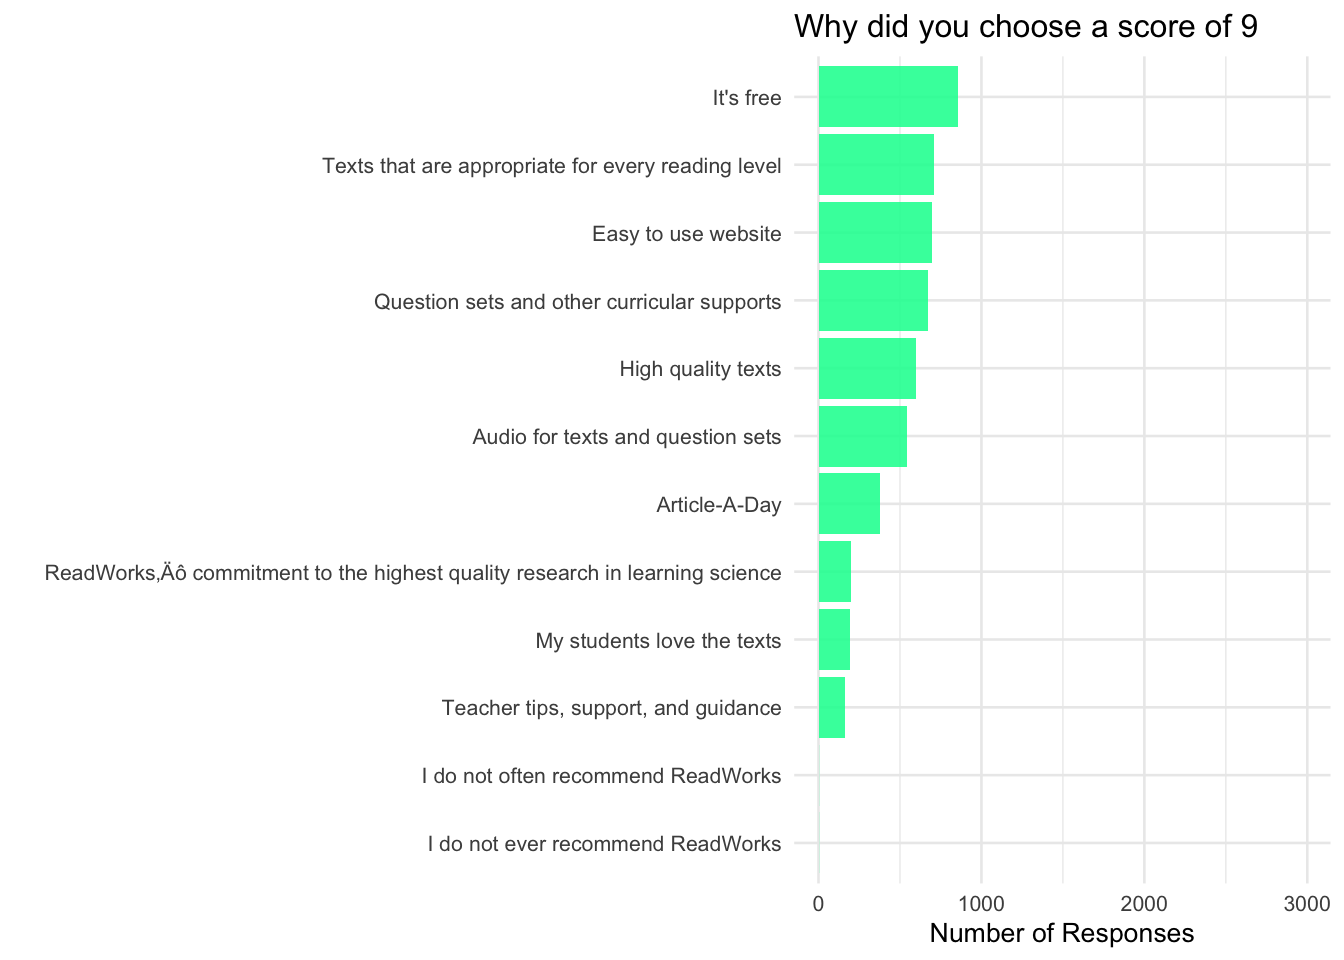 Why did you choose a score of 9
It's free
Texts that are appropriate for every reading level
Easy to use website
Question sets and other curricular supports
High quality texts
Audio for texts and question sets
Article-A-Day
ReadWorks‚Äô commitment to the highest quality research in learning science
My students love the texts
Teacher tips, support, and guidance
I do not often recommend ReadWorks
I do not ever recommend ReadWorks
0 1000 2000 3000
Number of Responses